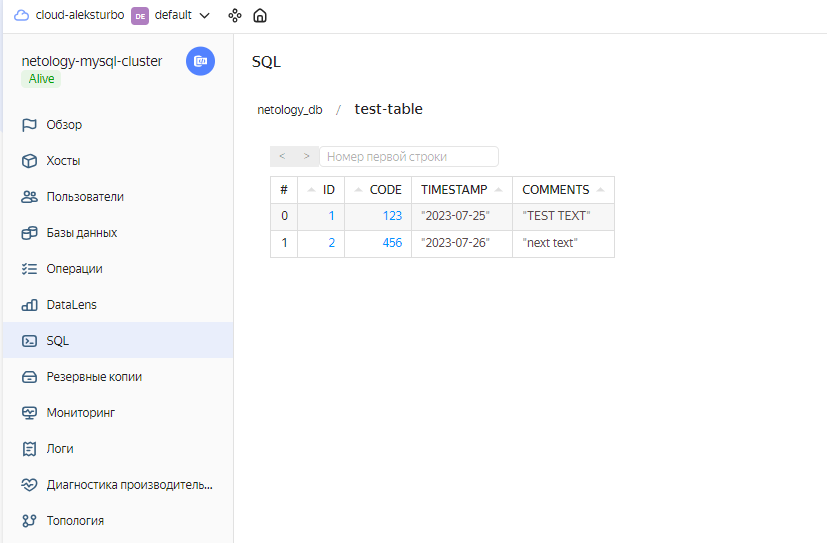 cloud-aleksturbo DE default
netology-mysql-cluster
Alive
Обзор
Хосты
Пользователи
Базы данных
Операции
DataLens
SQL
Резервные копии
Мониторинг
Логи
Диагностика производитель...
Топология
SQL
netology_db / test-table
< > Номер первой строки
# ID CODE TIMESTAMP COMMENTS
0 1 123 "2023-07-25" "TEST TEXT"
1 2 456 "2023-07-26" "next text"